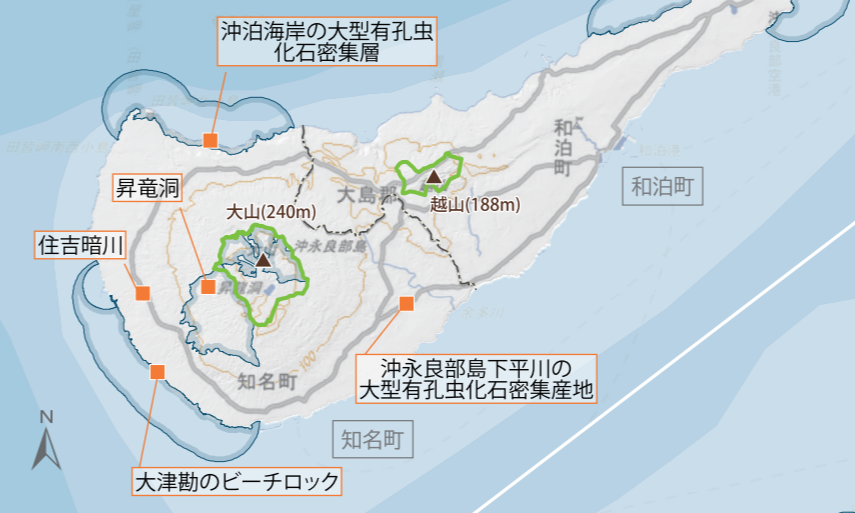 沖泊海岸の大型有孔虫
化石密集層
和泊町
昇竜洞
大島郡
和泊町
大山(240m)
越山(188m)
住吉暗川
沖永良部島
昇竜洞
100
沖永良部島下平川の
大型有孔虫化石密集産地
知名町
知名町
N
大津勘のビーチロック